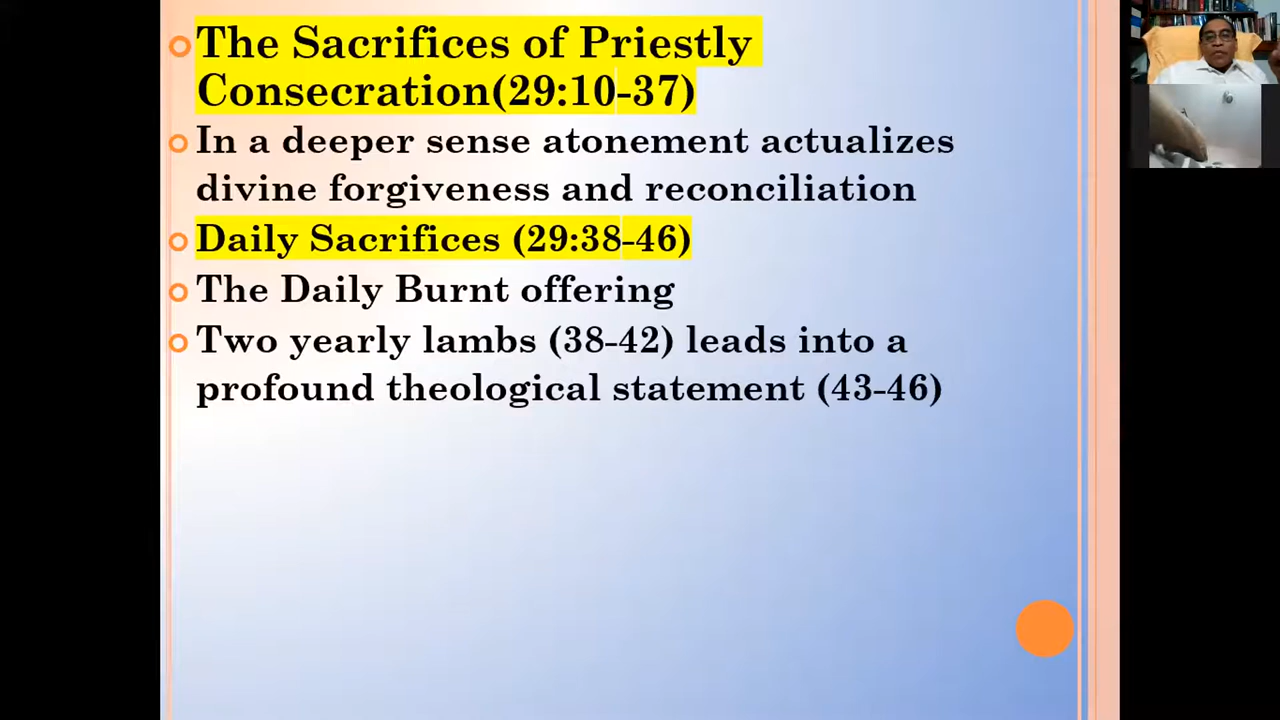 The Sacrifices of Priestly
Consecration(29:10-37)
In a deeper sense atonement actualizes
divine forgiveness and reconciliation
Daily Sacrifices (29:38-46)
The Daily Burnt offering
Two yearly lambs (38-42) leads into a
profound theological statement (43-46)